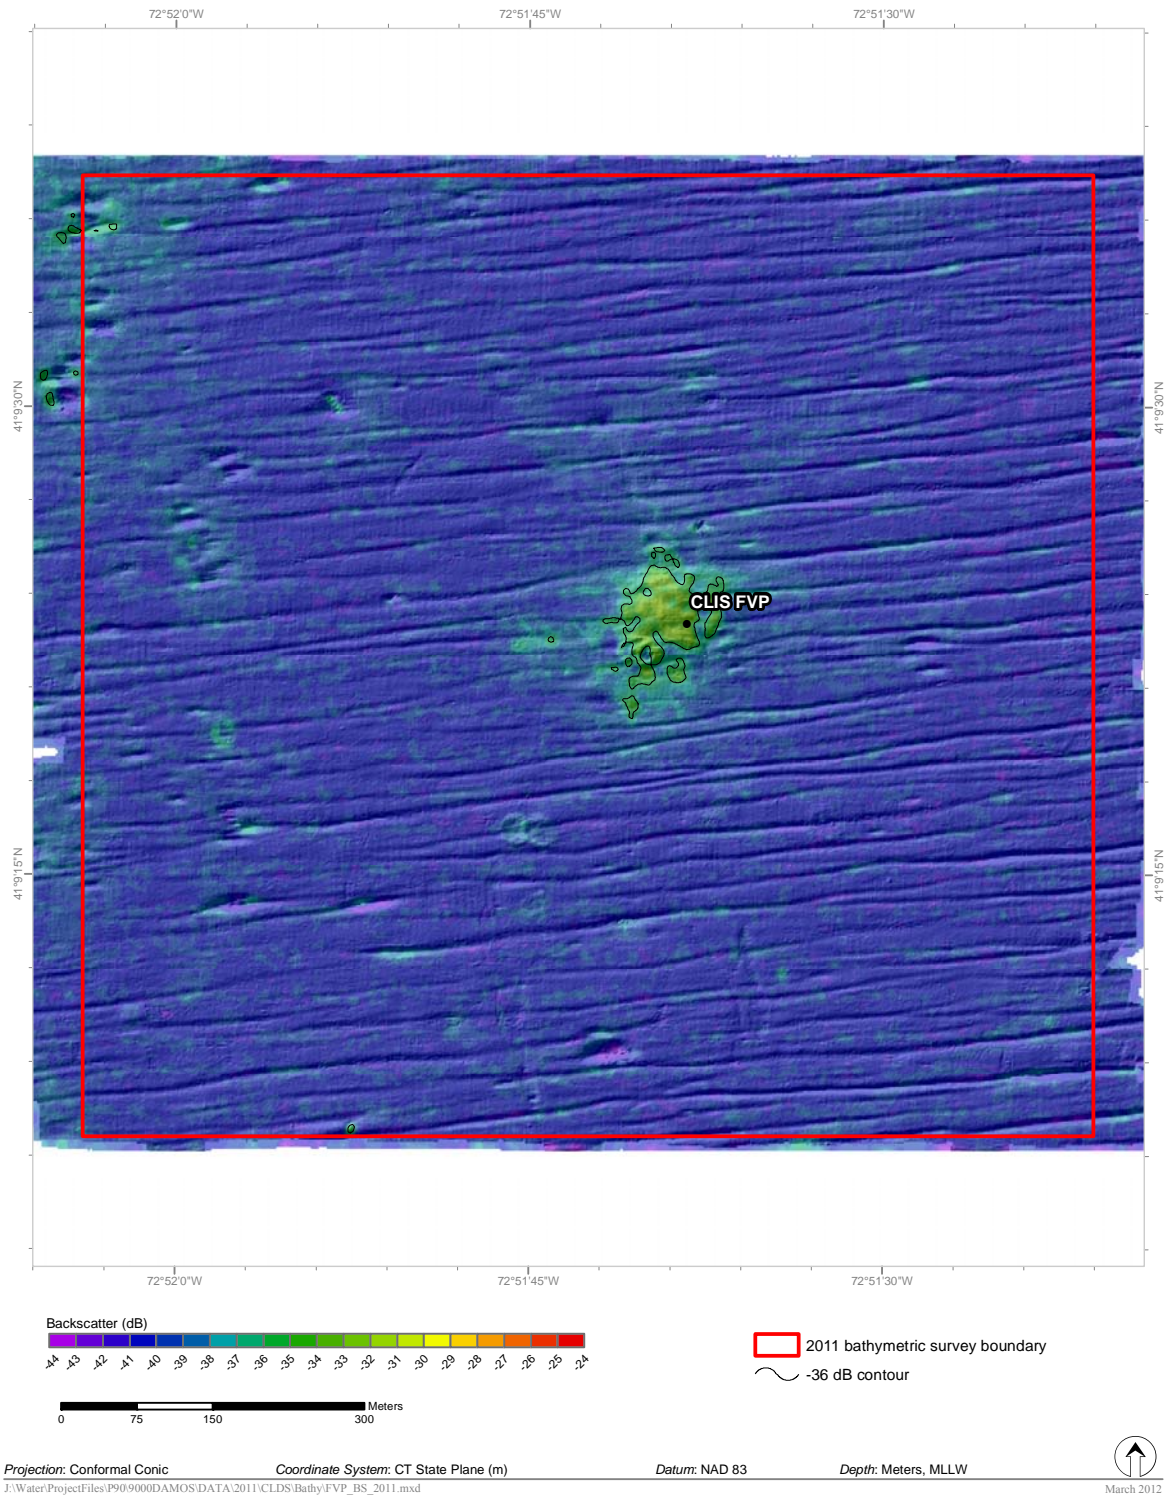 72°52'0"W 72°51'45"W 72°51'30"W
41°9'30"N 41°9'30"N
CLIS FVP
41°9'15"N 41°9'15"N
72°52'0"W 72°51'45"W 72°51'30"W
Backscatter (dB)
-44 -43 -42 -41 -40 -39 -38 -37 -36 -35 -34 -33 -32 -31 -30 -29 -28 -27 -26 -25 -24
2011 bathymetric survey boundary
-36 dB contour
Meters
0 75 150 300
Projection: Conformal Conic Coordinate System: CT State Plane (m) Datum: NAD 83 Depth: Meters, MLLW
J:\Water\ProjectFiles\P90\9000DAMOS\DATA\2011\CLDS\Bathy\FVP_BS_2011.mxd March 2012